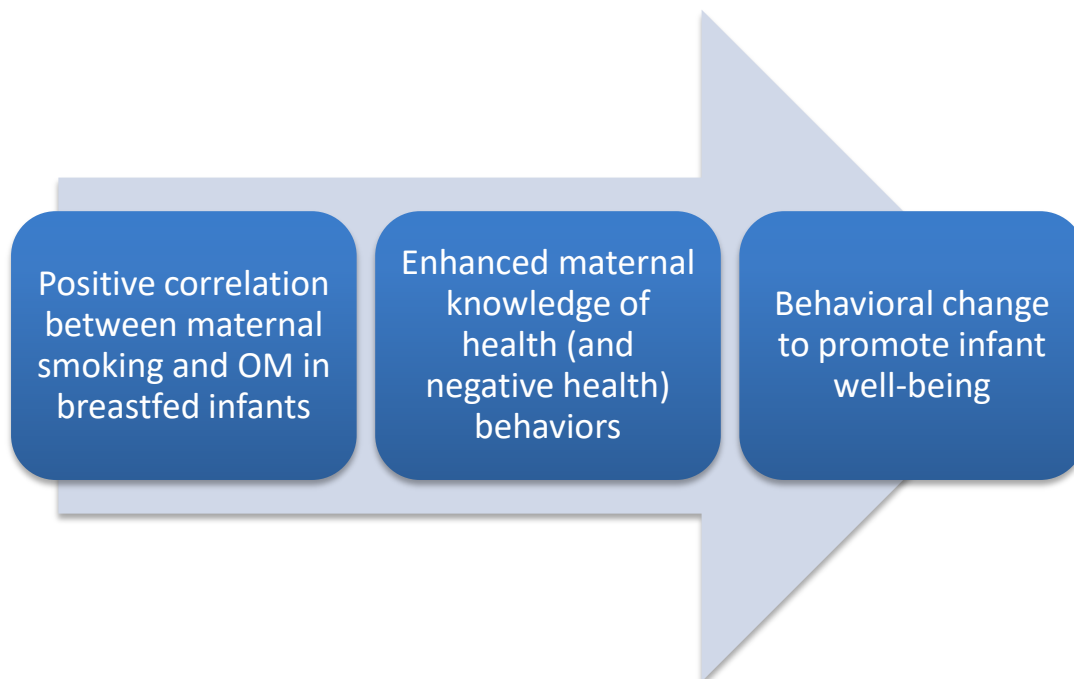 Positive correlation
between maternal
smoking and OM in
breastfed infants
Enhanced maternal
knowledge of
health (and
negative health)
behaviors
Behavioral change
to promote infant
well-being